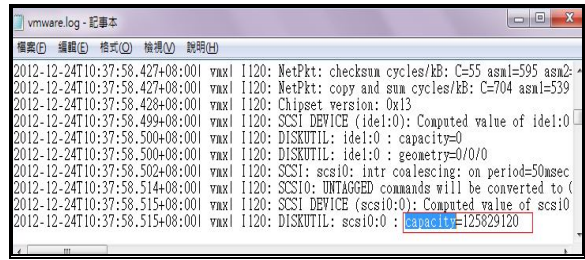 vmware.log - 記事本
檔案(F) 編輯(E) 格式(O) 檢視(V) 說明(H)
2012-12-24T10:37:58.427+08:00| vmx| I120: NetPkt: checksum cycles/kB: C=55 asm1=595 asm2=
2012-12-24T10:37:58.427+08:00| vmx| I120: NetPkt: copy and sum cycles/kB: C=704 asm1=539
2012-12-24T10:37:58.428+08:00| vmx| I120: Chipset version: 0x13
2012-12-24T10:37:58.499+08:00| vmx| I120: SCSI DEVICE (ide1:0): Computed value of ide1:0
2012-12-24T10:37:58.500+08:00| vmx| I120: DISKUTIL: ide1:0 : capacity=0
2012-12-24T10:37:58.500+08:00| vmx| I120: DISKUTIL: ide1:0 : geometry=0/0/0
2012-12-24T10:37:58.502+08:00| vmx| I120: SCSI: scsi0: intr coalescing: on period=50msec
2012-12-24T10:37:58.514+08:00| vmx| I120: SCSI0: UNTAGGED commands will be converted to
2012-12-24T10:37:58.515+08:00| vmx| I120: SCSI DEVICE (scsi0:0): Computed value of scsi0
2012-12-24T10:37:58.515+08:00| vmx| I120: DISKUTIL: scsi0:0 : capacity=125829120